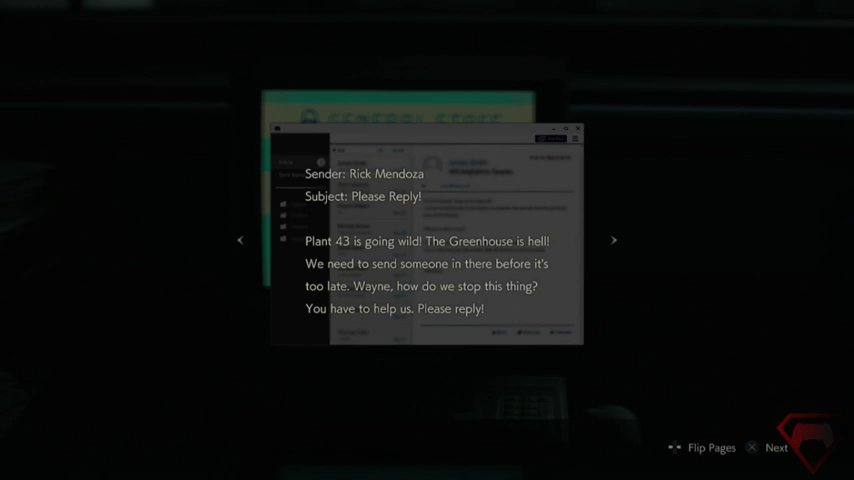 GENERAL
Sender: Rick Mendoza
Subject: Please Reply!
Plant 43 is going wild! The Greenhouse is hell!
We need to send someone in there before it's
too late. Wayne, how do we stop this thing?
You have to help us. Please reply!
Flip Pages
Next